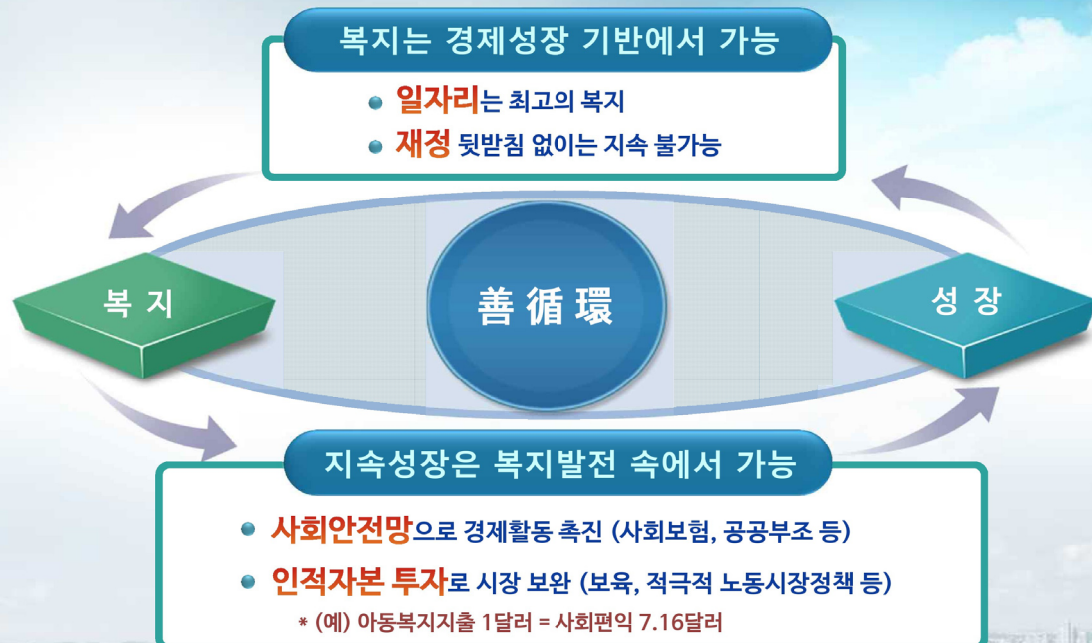 복지는 경제성장 기반에서 가능
일자리는 최고의 복지
재정 뒷받침 없이는 지속 불가능
복 지
善 循 環
성 장
지속성장은 복지발전 속에서 가능
사회안전망으로 경제활동 촉진 (사회보험, 공공부조 등)
인적자본 투자로 시장 보완 (보육, 적극적 노동시장정책 등)
* (예) 아동복지지출 1달러 = 사회편익 7.16달러